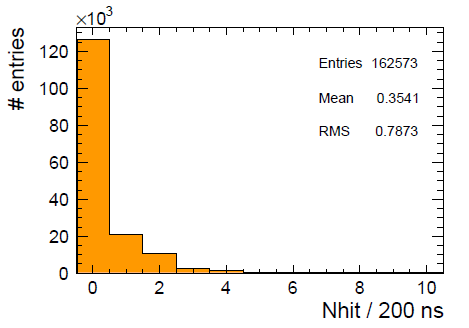 ×10³
# entries
120
100
80
60
40
20
0
Entries 162573
Mean 0.3541
RMS 0.7873
0 2 4 6 8 10
Nhit / 200 ns